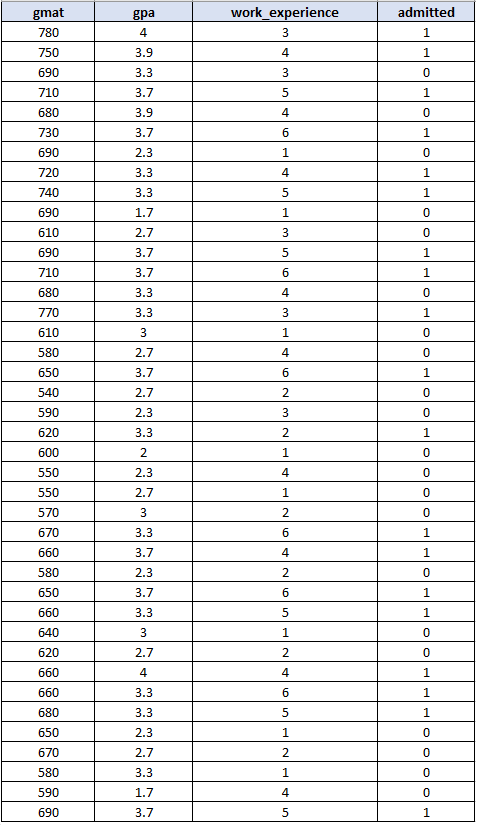 gmat gpa work_experience admitted
780 4 3 1
750 3.9 4 1
690 3.3 3 0
710 3.7 5 1
680 3.9 4 0
730 3.7 6 1
690 2.3 1 0
720 3.3 4 1
740 3.3 5 1
690 1.7 1 0
610 2.7 3 0
690 3.7 5 1
710 3.7 6 1
680 3.3 4 0
770 3.3 3 1
610 3 1 0
580 2.7 4 0
650 3.7 6 1
540 2.7 2 0
590 2.3 3 0
620 3.3 2 1
600 2 1 0
550 2.3 4 0
550 2.7 1 0
570 3 2 0
670 3.3 6 1
660 3.7 4 1
580 2.3 2 0
650 3.7 6 1
660 3.3 5 1
640 3 1 0
620 2.7 2 0
660 4 4 1
660 3.3 6 1
680 3.3 5 1
650 2.3 1 0
670 2.7 2 0
580 3.3 1 0
590 1.7 4 0
690 3.7 5 1